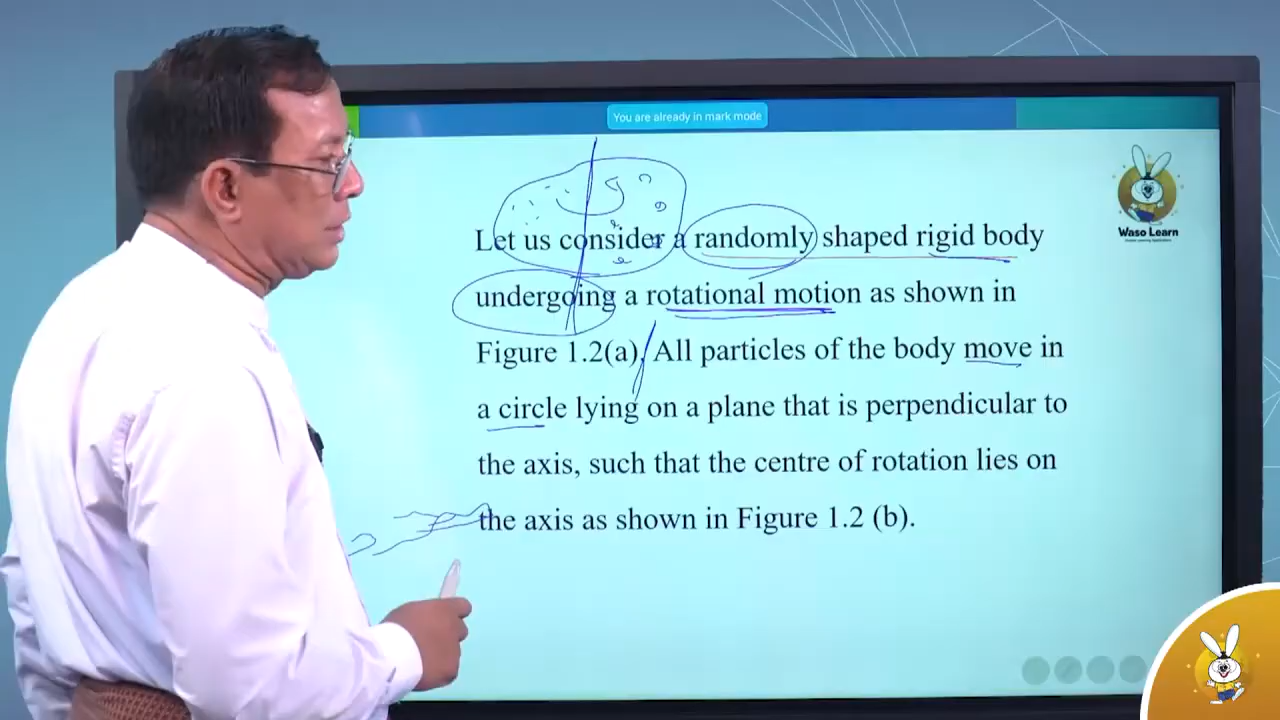 You are already in mark mode
Let us consider a randomly shaped rigid body
undergoing a rotational motion as shown in
Figure 1.2(a). All particles of the body move in
a circle lying on a plane that is perpendicular to
the axis, such that the centre of rotation lies on
the axis as shown in Figure 1.2 (b).
Waso Learn